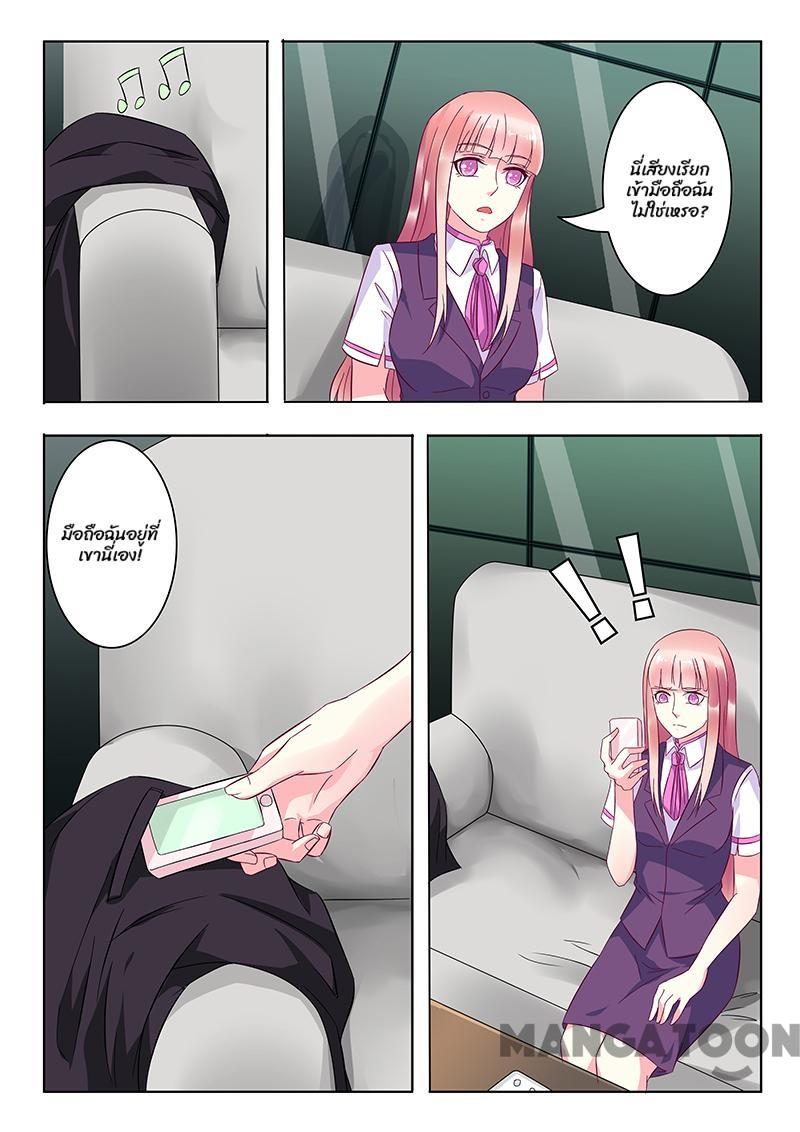 นี่เสียงเรียก
เข้ามือถือฉัน
ไม่ใช่เหรอ?
มือถือฉันอยู่ที่
เขานี่เอง!
!!
MANGATOON